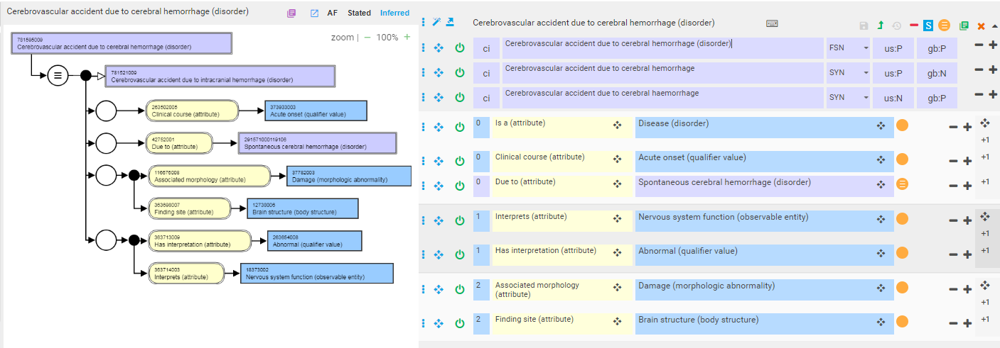 Cerebrovascular accident due to cerebral hemorrhage (disorder)
AF Stated Inferred
zoom | − 100% +
781595009
Cerebrovascular accident due to cerebral hemorrhage (disorder)
781521009
Cerebrovascular accident due to intracranial hemorrhage (disorder)
263502005
Clinical course (attribute)
373933003
Acute onset (qualifier value)
42752001
Due to (attribute)
291571000119106
Spontaneous cerebral hemorrhage (disorder)
116676008
Associated morphology (attribute)
37782003
Damage (morphologic abnormality)
363698007
Finding site (attribute)
12738006
Brain structure (body structure)
363713009
Has interpretation (attribute)
263654008
Abnormal (qualifier value)
363714003
Interprets (attribute)
18373002
Nervous system function (observable entity)
Cerebrovascular accident due to cerebral hemorrhage (disorder)
S
ci Cerebrovascular accident due to cerebral hemorrhage (disorder) FSN us:P gb:P
ci Cerebrovascular accident due to cerebral hemorrhage SYN us:P gb:N
ci Cerebrovascular accident due to cerebral haemorrhage SYN us:N gb:P
0 Is a (attribute) Disease (disorder)
+1
0 Clinical course (attribute) Acute onset (qualifier value) +1
0 Due to (attribute) Spontaneous cerebral hemorrhage (disorder) +1
1 Interprets (attribute) Nervous system function (observable entity)
+1
1 Has interpretation (attribute) Abnormal (qualifier value) +1
2 Associated morphology (attribute) Damage (morphologic abnormality)
+1
2 Finding site (attribute) Brain structure (body structure) +1